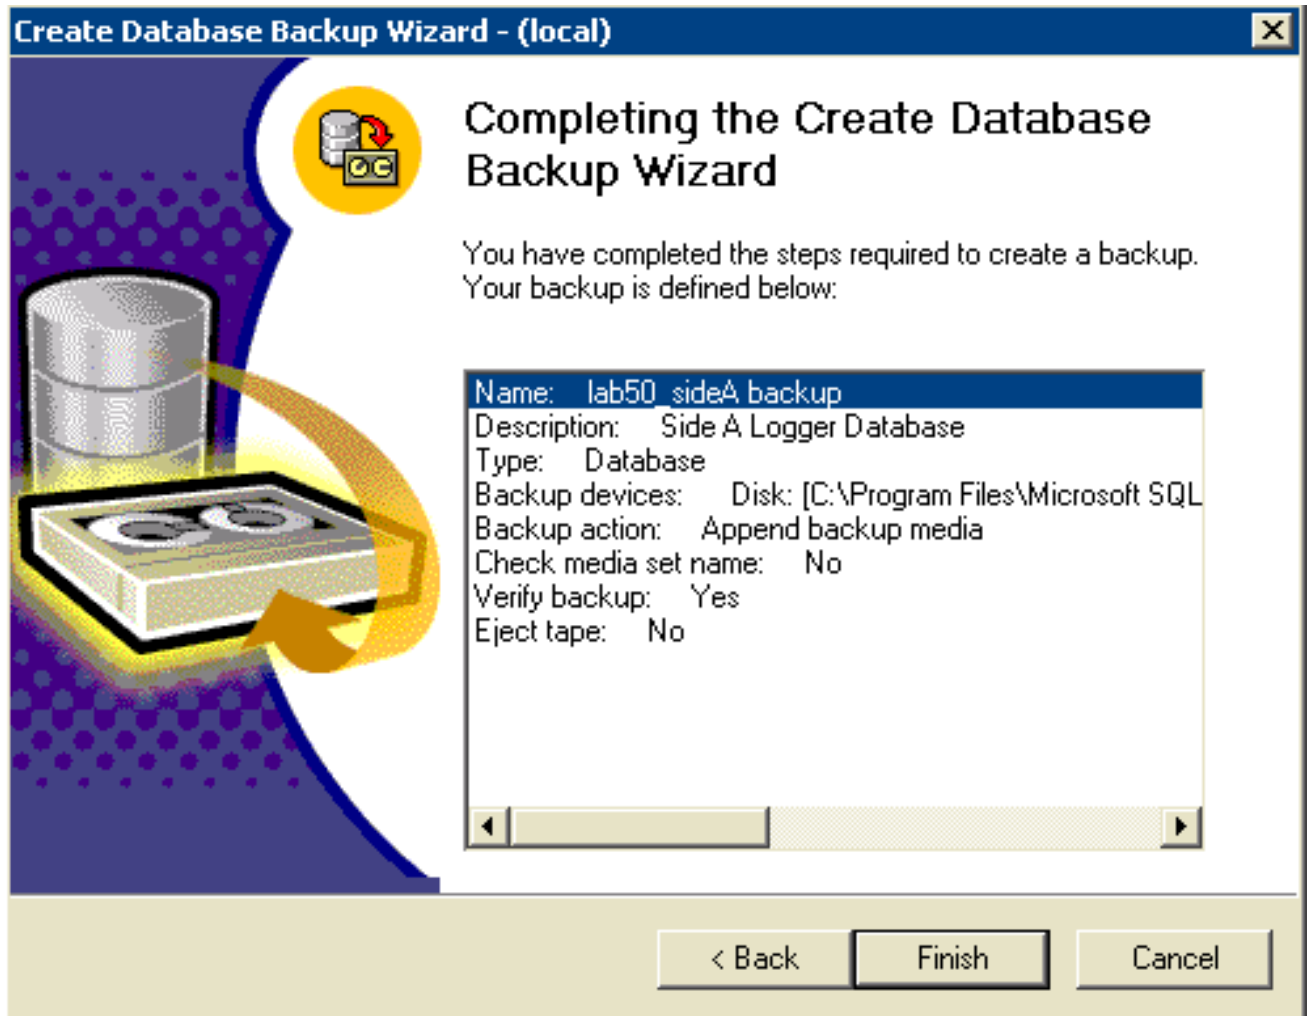 Create Database Backup Wizard - (local)
Completing the Create Database
Backup Wizard
You have completed the steps required to create a backup.
Your backup is defined below:
Name: lab50_sideA backup
Description: Side A Logger Database
Type: Database
Backup devices: Disk: [C:\Program Files\Microsoft SQL
Backup action: Append backup media
Check media set name: No
Verify backup: Yes
Eject tape: No
< Back
Finish
Cancel